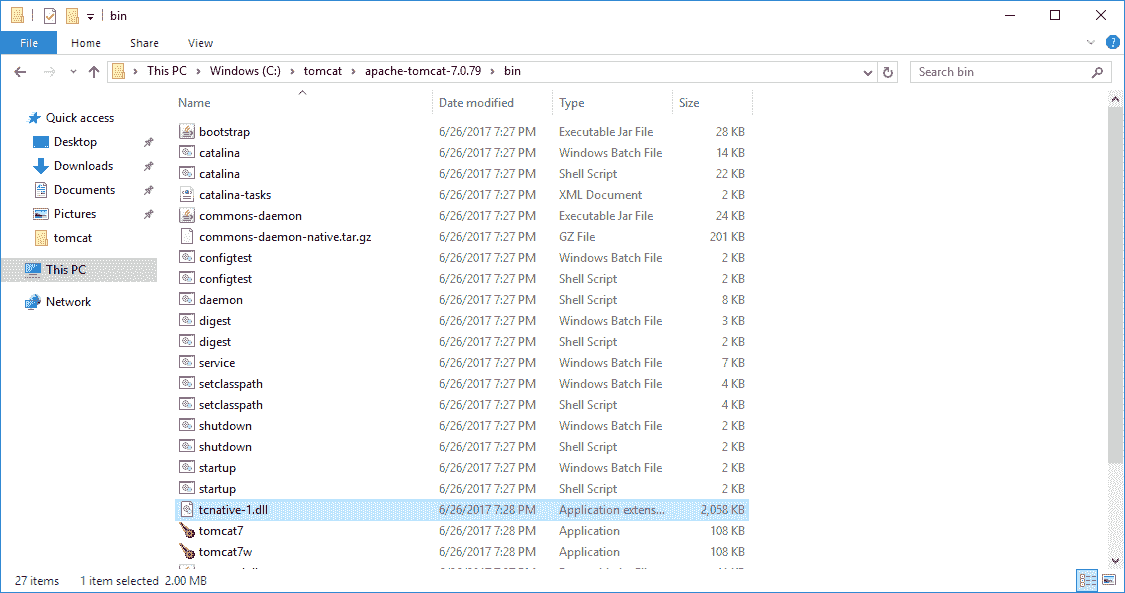 bin
File Home Share View
This PC Windows (C:) tomcat apache-tomcat-7.0.79 bin Search bin
Name Date modified Type Size
Quick access
Desktop
Downloads
Documents
Pictures
tomcat
This PC
Network
bootstrap 6/26/2017 7:27 PM Executable Jar File 28 KB
catalina 6/26/2017 7:27 PM Windows Batch File 14 KB
catalina 6/26/2017 7:27 PM Shell Script 22 KB
catalina-tasks 6/26/2017 7:27 PM XML Document 2 KB
commons-daemon 6/26/2017 7:27 PM Executable Jar File 24 KB
commons-daemon-native.tar.gz 6/26/2017 7:27 PM GZ File 201 KB
configtest 6/26/2017 7:27 PM Windows Batch File 2 KB
configtest 6/26/2017 7:27 PM Shell Script 2 KB
daemon 6/26/2017 7:27 PM Shell Script 8 KB
digest 6/26/2017 7:27 PM Windows Batch File 3 KB
digest 6/26/2017 7:27 PM Shell Script 2 KB
service 6/26/2017 7:27 PM Windows Batch File 7 KB
setclasspath 6/26/2017 7:27 PM Windows Batch File 4 KB
setclasspath 6/26/2017 7:27 PM Shell Script 4 KB
shutdown 6/26/2017 7:27 PM Windows Batch File 2 KB
shutdown 6/26/2017 7:27 PM Shell Script 2 KB
startup 6/26/2017 7:27 PM Windows Batch File 2 KB
startup 6/26/2017 7:27 PM Shell Script 2 KB
tcnative-1.dll 6/26/2017 7:28 PM Application extens... 2,058 KB
tomcat7 6/26/2017 7:28 PM Application 108 KB
tomcat7w 6/26/2017 7:28 PM Application 108 KB
27 items 1 item selected 2.00 MB